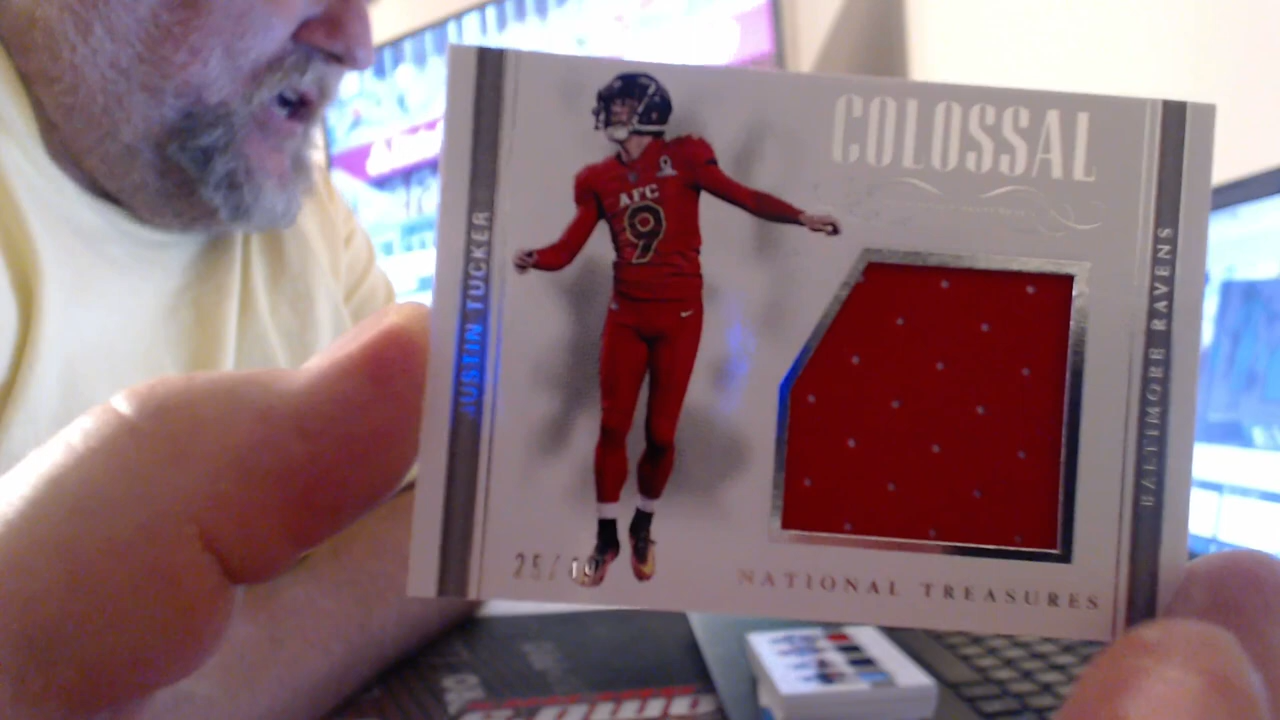 COLOSSAL
AFC
9
AUSTIN TUCKER
BALTIMORE RAVENS
NATIONAL TREASURES